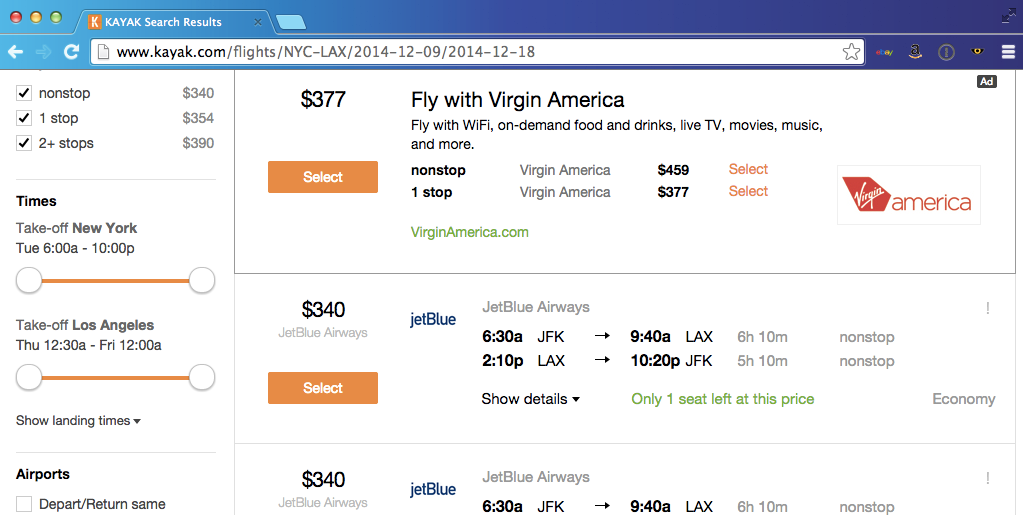 KAYAK Search Results
www.kayak.com/flights/NYC-LAX/2014-12-09/2014-12-18
ebay
nonstop $340
1 stop $354
2+ stops $390
Times
Take-off New York
Tue 6:00a - 10:00p
Take-off Los Angeles
Thu 12:30a - Fri 12:00a
Show landing times
Airports
Depart/Return same
Ad
$377
Select
Fly with Virgin America
Fly with WiFi, on-demand food and drinks, live TV, movies, music,
and more.
nonstop Virgin America $459 Select
1 stop Virgin America $377 Select
VirginAmerica.com
Virgin america
$340
JetBlue Airways
Select
jetBlue
JetBlue Airways
!
6:30a JFK → 9:40a LAX 6h 10m nonstop
2:10p LAX → 10:20p JFK 5h 10m nonstop
Show details Only 1 seat left at this price Economy
$340
JetBlue Airways
jetBlue
JetBlue Airways
!
6:30a JFK → 9:40a LAX 6h 10m nonstop